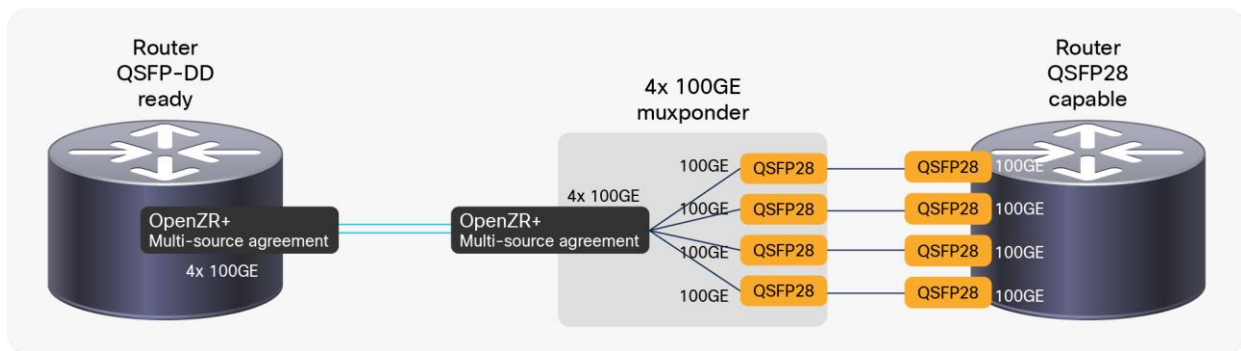 Router
QSFP-DD
ready
OpenZR+
Multi-source agreement
4x 100GE
4x 100GE
muxponder
4x 100GE
OpenZR+
Multi-source agreement
100GE
QSFP28
100GE
QSFP28
100GE
QSFP28
100GE
QSFP28
Router
QSFP28
capable
QSFP28
100GE
QSFP28
100GE
QSFP28
100GE
QSFP28
100GE